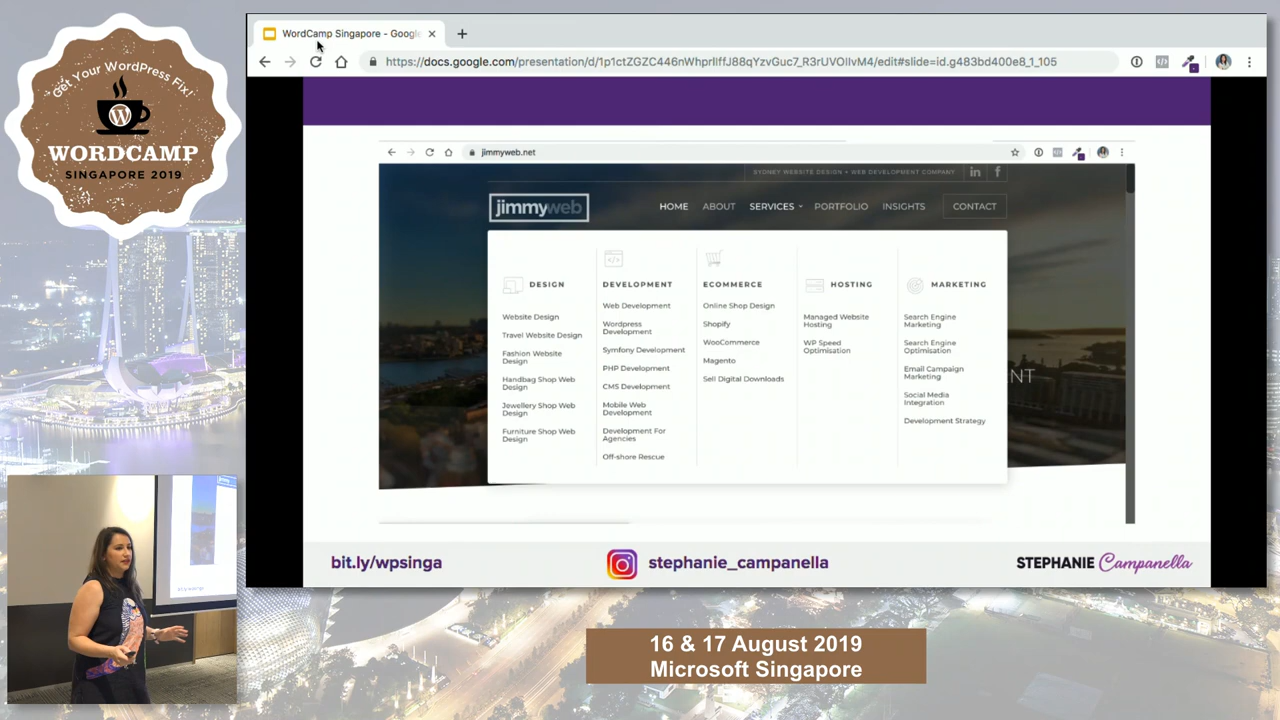 Get Your WordPress Fix!
WORDCAMP
SINGAPORE 2019
WordCamp Singapore - Google
https://docs.google.com/presentation/d/1p1ctZGZC446nWhprIlffJ88qYzvGuc7_R3rUVOlIvM4/edit#slide=id.g483bd400e8_1_105
jimmyweb.net
SYDNEY WEBSITE DESIGN + WEB DEVELOPMENT COMPANY
in f
jimmyweb
HOME ABOUT SERVICES PORTFOLIO INSIGHTS CONTACT
DESIGN
Website Design
Travel Website Design
Fashion Website
Design
Handbag Shop Web
Design
Jewellery Shop Web
Design
Furniture Shop Web
Design
DEVELOPMENT
Web Development
Wordpress
Development
Symfony Development
PHP Development
CMS Development
Mobile Web
Development
Development For
Agencies
Off-shore Rescue
ECOMMERCE
Online Shop Design
Shopify
WooCommerce
Magento
Sell Digital Downloads
HOSTING
Managed Website
Hosting
WP Speed
Optimisation
MARKETING
Search Engine
Marketing
Search Engine
Optimisation
Email Campaign
Marketing
Social Media
Integration
Development Strategy
NT
bit.ly/wpsinga
stephanie_campanella
STEPHANIE Campanella
16 & 17 August 2019
Microsoft Singapore